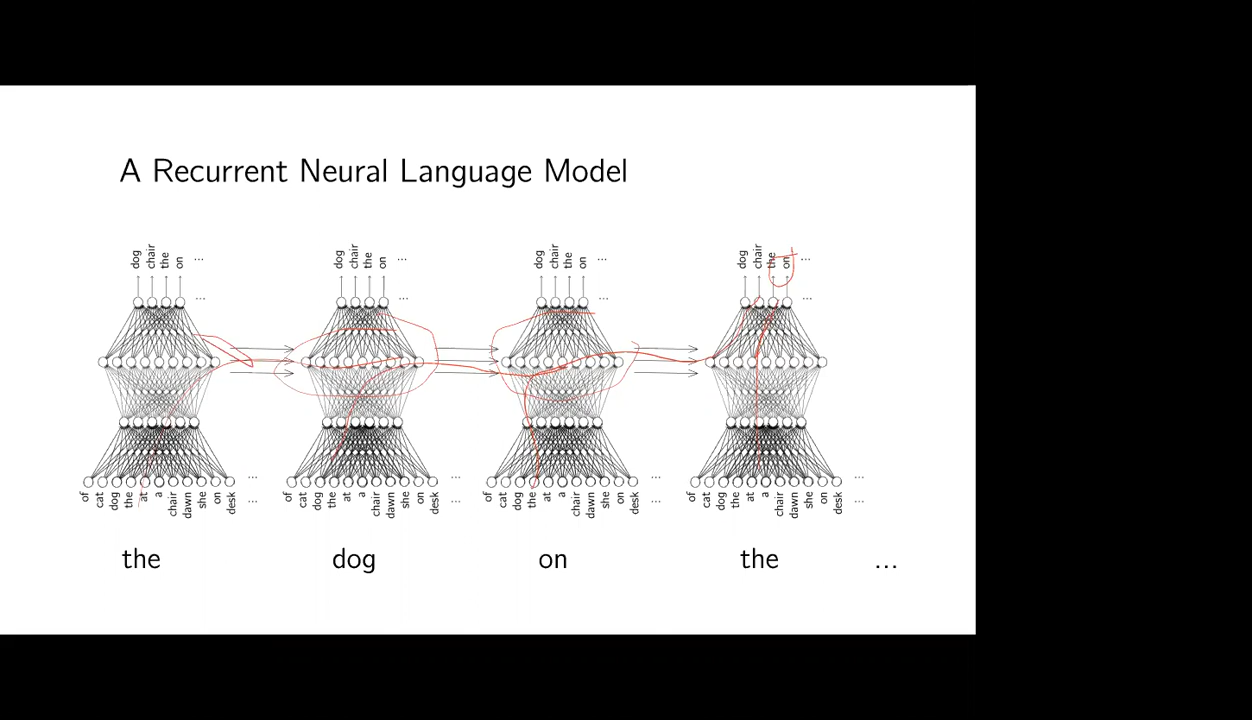 A Recurrent Neural Language Model
dog chair the on ... dog chair the on ... dog chair the on ... dog chair the on ...
... ... ... ...
... ... ... ...
of cat dog the at a chair dawn she on desk ... of cat dog the at a chair dawn she on desk ... of cat dog the at a chair dawn she on desk ... of cat dog the at a chair dawn she on desk ...
the dog on the ...